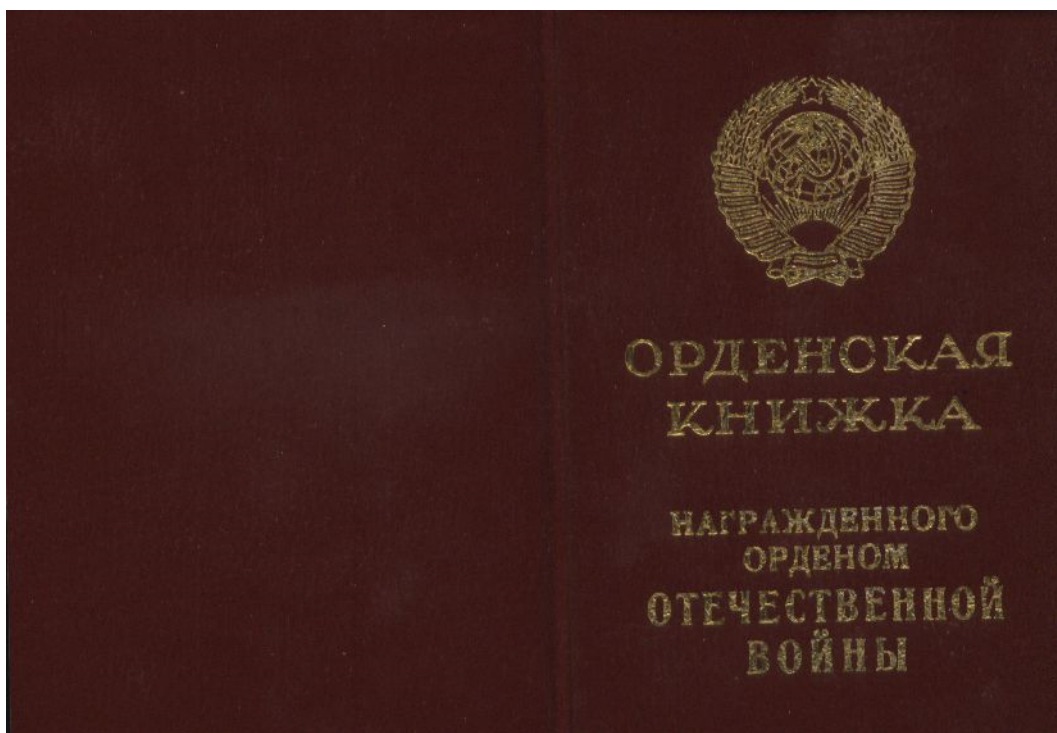 ОРДЕНСКАЯ
КНИЖКА
НАГРАЖДЕННОГО
ОРДЕНОМ
ОТЕЧЕСТВЕННОЙ
ВОЙНЫ